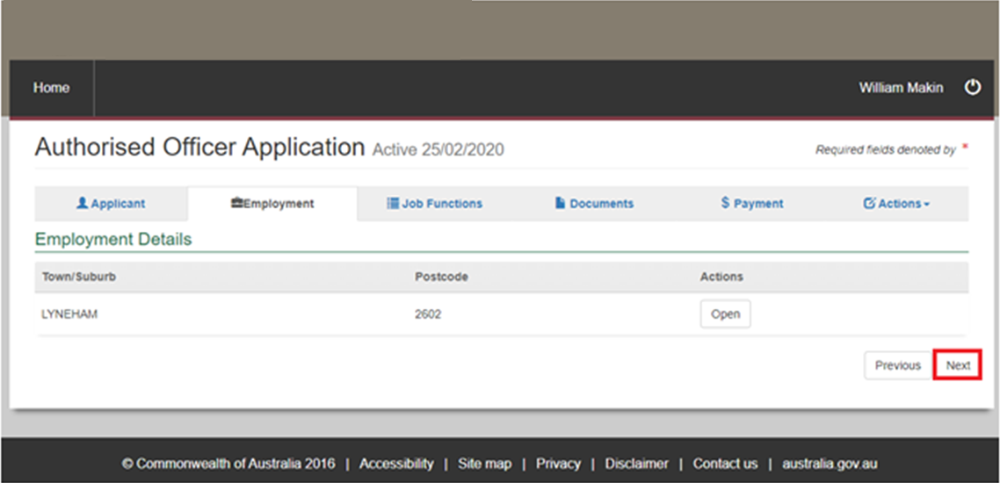 Home William Makin
Authorised Officer Application Active 25/02/2020 Required fields denoted by *
Applicant Employment Job Functions Documents $ Payment Actions
Employment Details
Town/Suburb Postcode Actions
LYNEHAM 2602 Open
Previous Next
© Commonwealth of Australia 2016 | Accessibility | Site map | Privacy | Disclaimer | Contact us | australia.gov.au